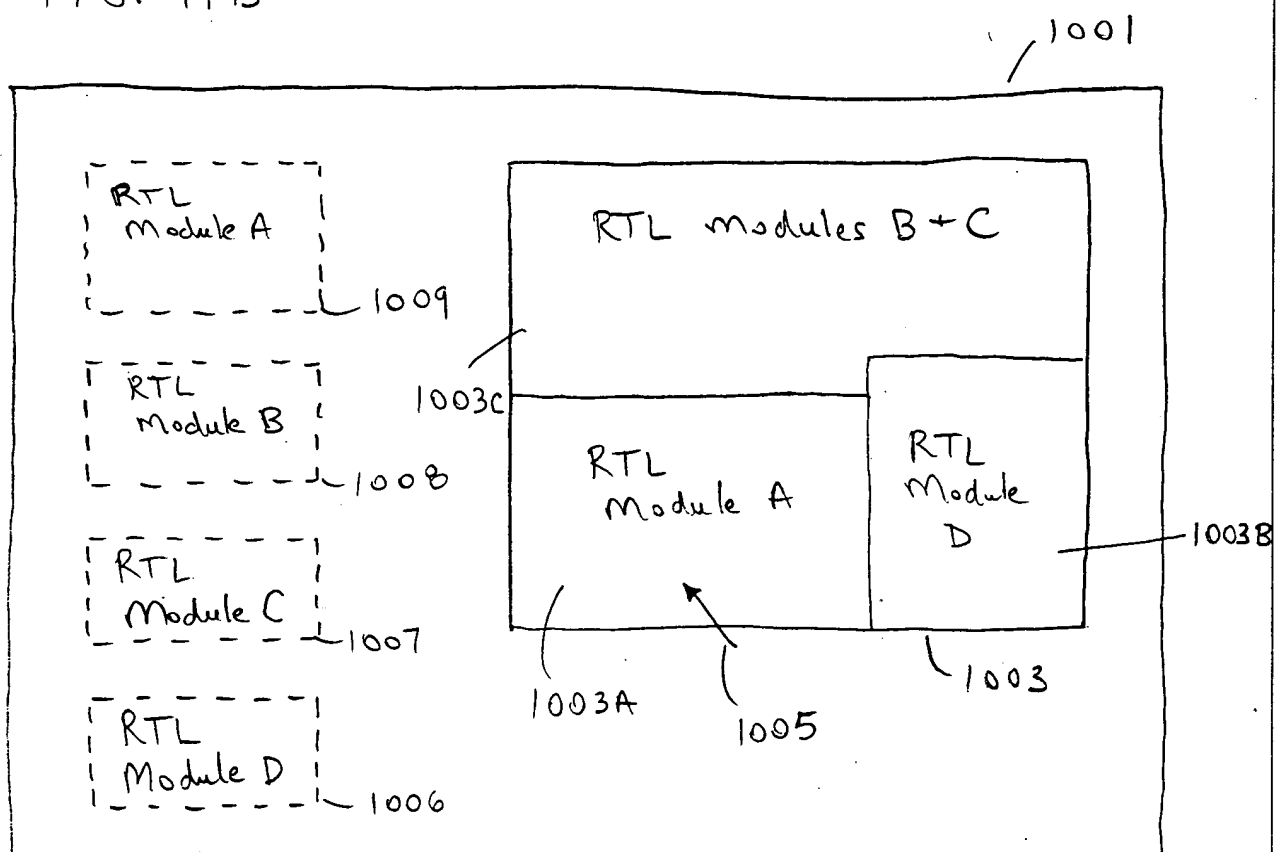 1001
RTL
Module A
1009
RTL modules B + C
RTL
Module B
1008
1003C
RTL
Module A
RTL
Module
D
1003B
RTL
Module C
1007
1003A
1005
1003
RTL
Module D
1006